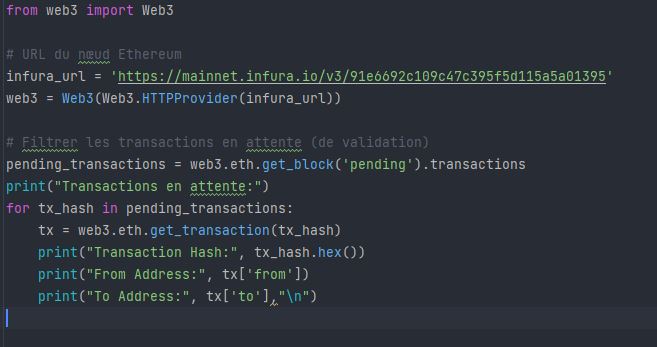 from web3 import Web3
# URL du nœud Ethereum
infura_url = 'https://mainnet.infura.io/v3/91e6692c109c47c395f5d115a5a01395'
web3 = Web3(Web3.HTTPProvider(infura_url))
# Filtrer les transactions en attente (de validation)
pending_transactions = web3.eth.get_block('pending').transactions
print("Transactions en attente:")
for tx_hash in pending_transactions:
    tx = web3.eth.get_transaction(tx_hash)
    print("Transaction Hash:", tx_hash.hex())
    print("From Address:", tx['from'])
    print("To Address:", tx['to'],"\n")